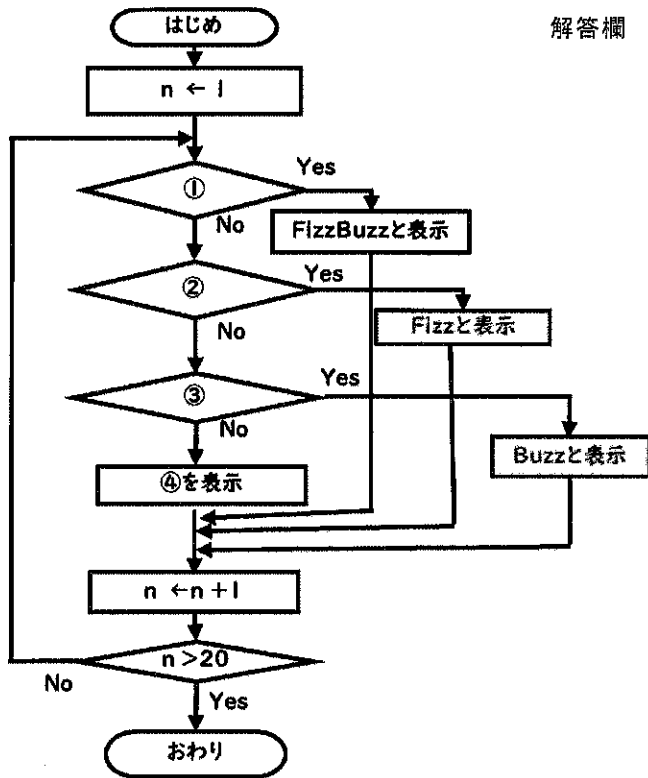 はじめ
解答欄
n ← 1
Yes
①
No
FizzBuzzと表示
Yes
②
Fizzと表示
No
Yes
③
No
Buzzと表示
④を表示
n ←n+1
n>20
No
Yes
おわり